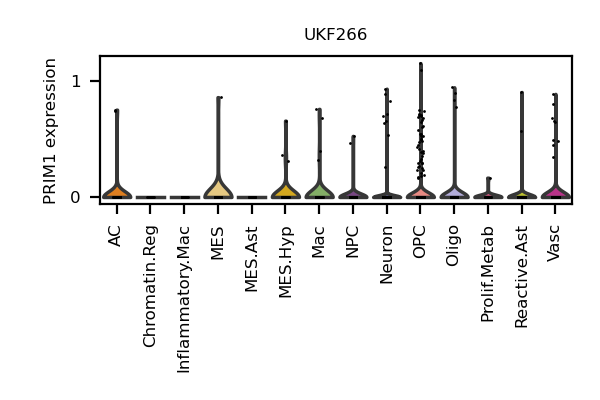 UKF266
PRIM1 expression
1
0
AC
Chromatin.Reg
Inflammatory.Mac
MES
MES.Ast
MES.Hyp
Mac
NPC
Neuron
OPC
Oligo
Prolif.Metab
Reactive.Ast
Vasc